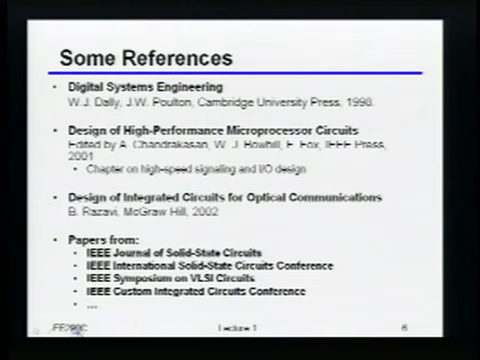 Some References
• Digital Systems Engineering
W.J. Dally, J.W. Poulton, Cambridge University Press, 1998.
• Design of High-Performance Microprocessor Circuits
Edited by A. Chandrakasan, W. J. Bowhill, F. Fox, IEEE Press,
2001
• Chapter on high-speed signaling and I/O design
• Design of Integrated Circuits for Optical Communications
B. Razavi, McGraw Hill, 2002
• Papers from:
• IEEE Journal of Solid-State Circuits
• IEEE International Solid-State Circuits Conference
• IEEE Symposium on VLSI Circuits
• IEEE Custom Integrated Circuits Conference
• ...
EE290C Lecture 1 6